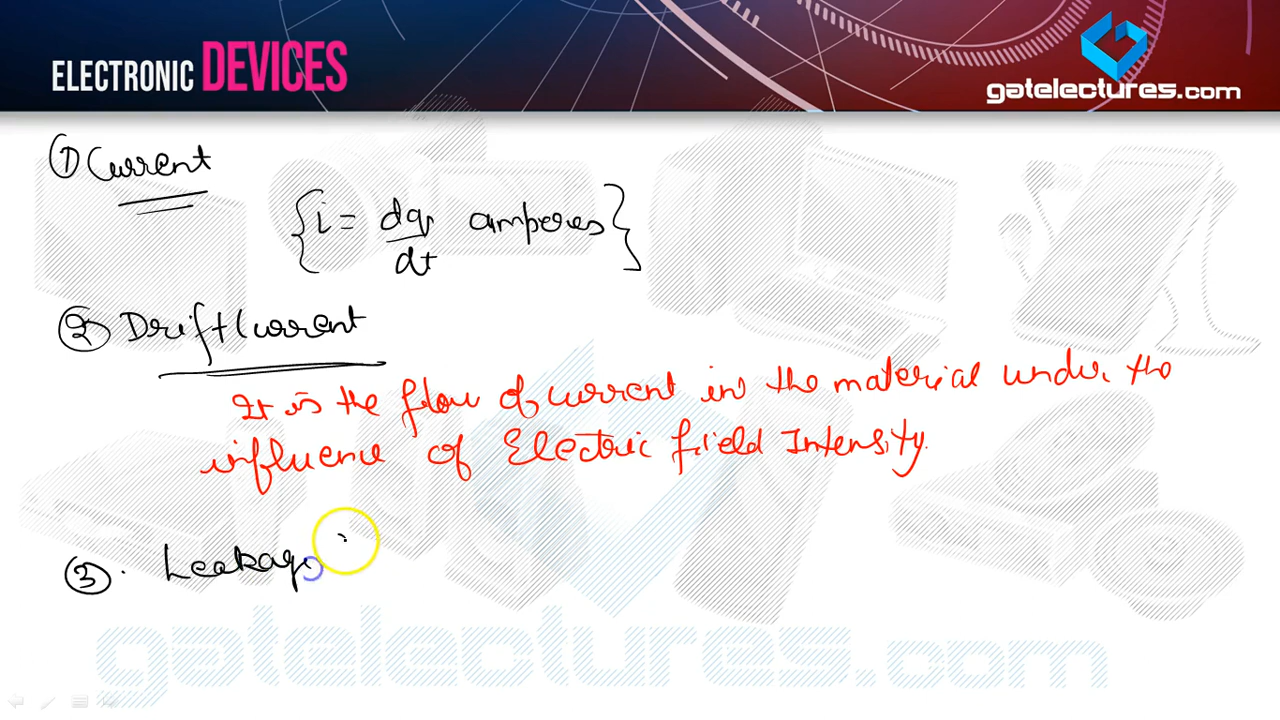 ELECTRONIC DEVICES
gatelectures.com
① Current
{i = dq/dt amperes}
② Drift Current
It is the flow of current in the material under the
influence of Electric field Intensity.
③. Leakage
gatelectures.com